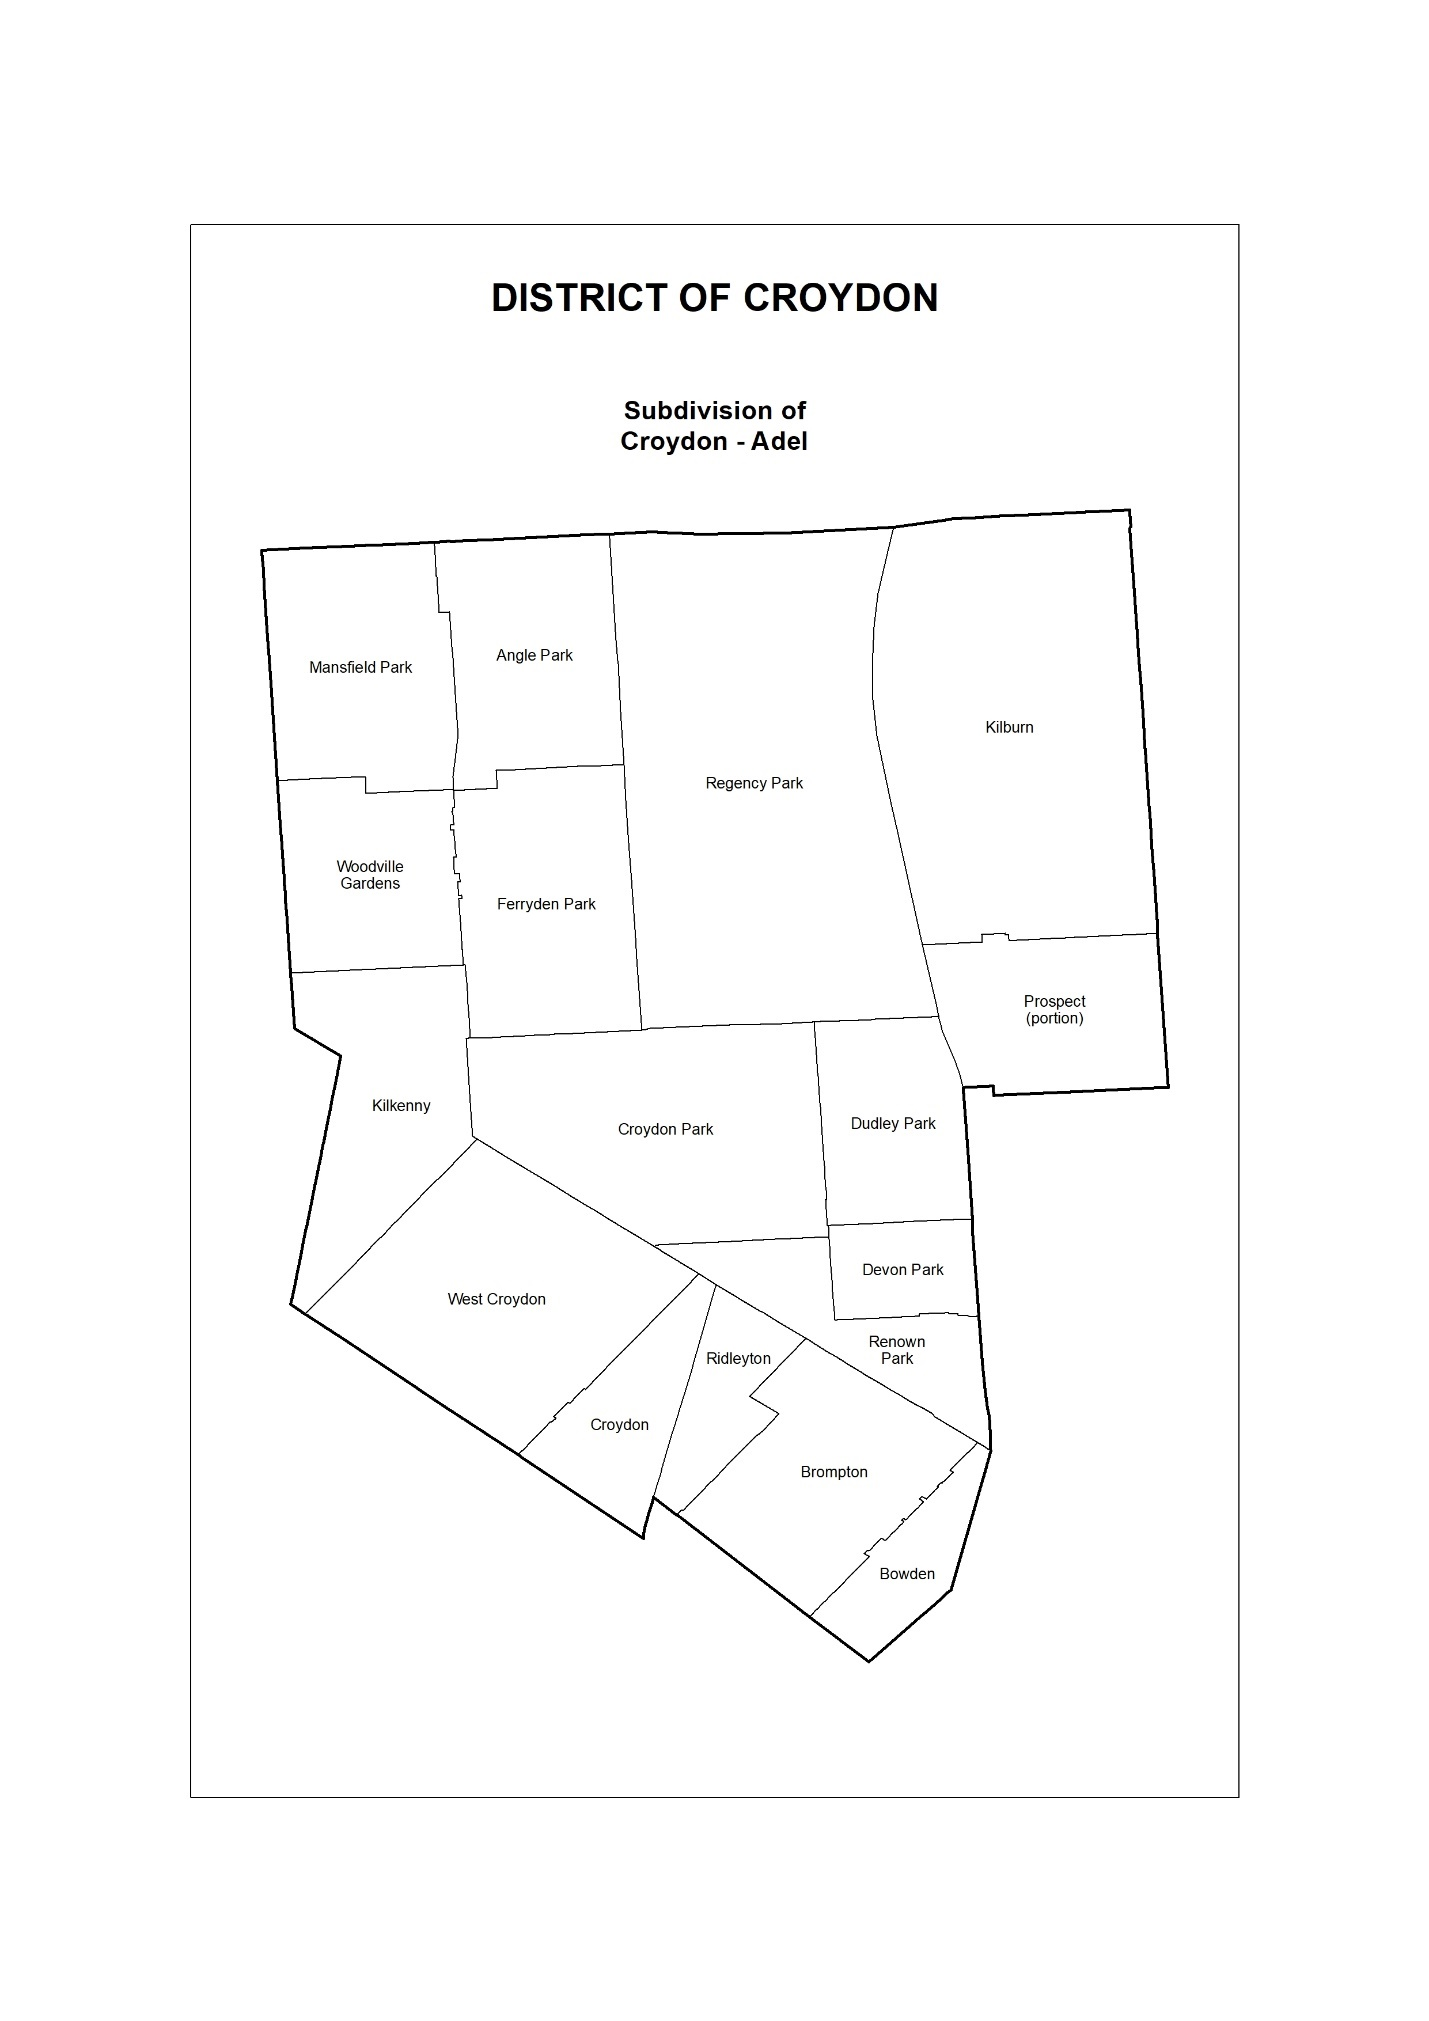 DISTRICT OF CROYDON
Subdivision of
Croydon - Adel
Mansfield Park
Angle Park
Kilburn
Regency Park
Woodville
Gardens
Ferryden Park
Prospect
(portion)
Kilkenny
Croydon Park
Dudley Park
Devon Park
West Croydon
Renown
Park
Ridleyton
Croydon
Brompton
Bowden